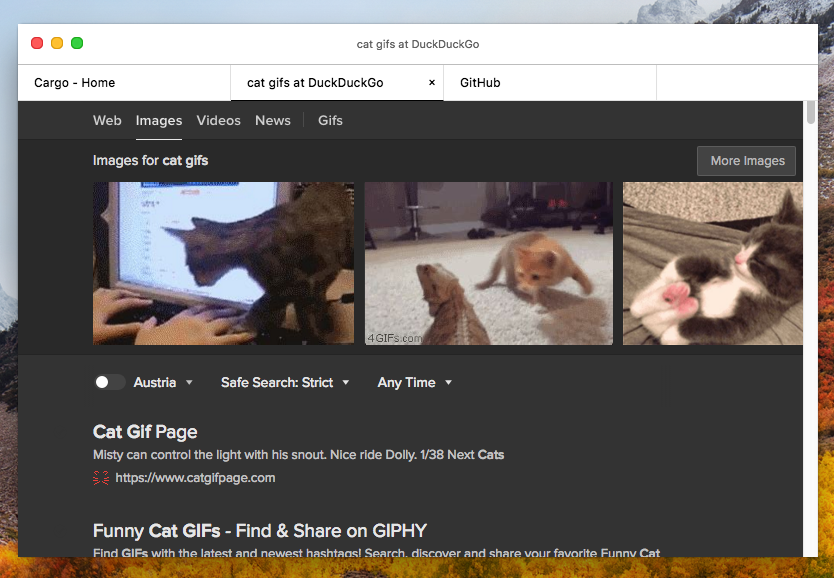 cat gifs at DuckDuckGo
Cargo - Home
cat gifs at DuckDuckGo ×
GitHub
Web Images Videos News Gifs
Images for cat gifs
More Images
4GIFs.com
Austria Safe Search: Strict Any Time
Cat Gif Page
Misty can control the light with his snout. Nice ride Dolly. 1/38 Next Cats
https://www.catgifpage.com
Funny Cat GIFs - Find & Share on GIPHY
Find GIFs with the latest and newest hashtags! Search, discover and share your favorite Funny Cat